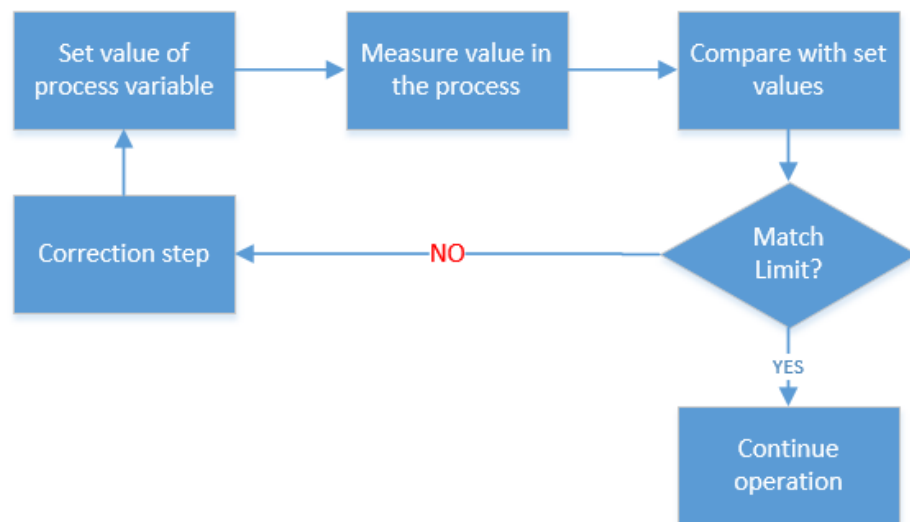 Set value of
process variable
Measure value in
the process
Compare with set
values
Correction step
NO
Match
Limit?
YES
Continue
operation